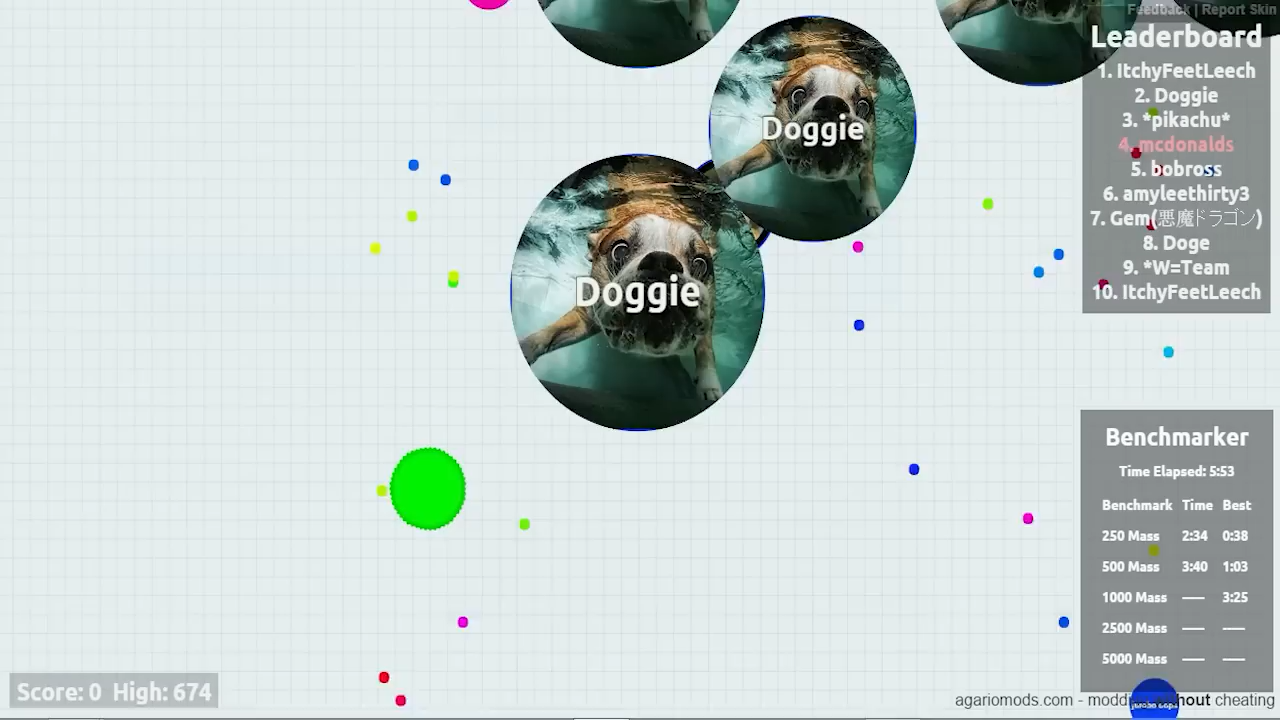 Feedback | Report Skin
Leaderboard
1. ItchyFeetLeech
2. Doggie
3. *pikachu*
4. mcdonalds
5. bobross
6. amyleethirty3
7. Gem(悪魔ドラゴン)
8. Doge
9. *W=Team
10. ItchyFeetLeech
Doggie
Doggie
Benchmarker
Time Elapsed: 5:53
Benchmark Time Best
250 Mass 2:34 0:38
500 Mass 3:40 1:03
1000 Mass — 3:25
2500 Mass — —
5000 Mass — —
Score: 0 High: 674
agariomods.com - without cheating